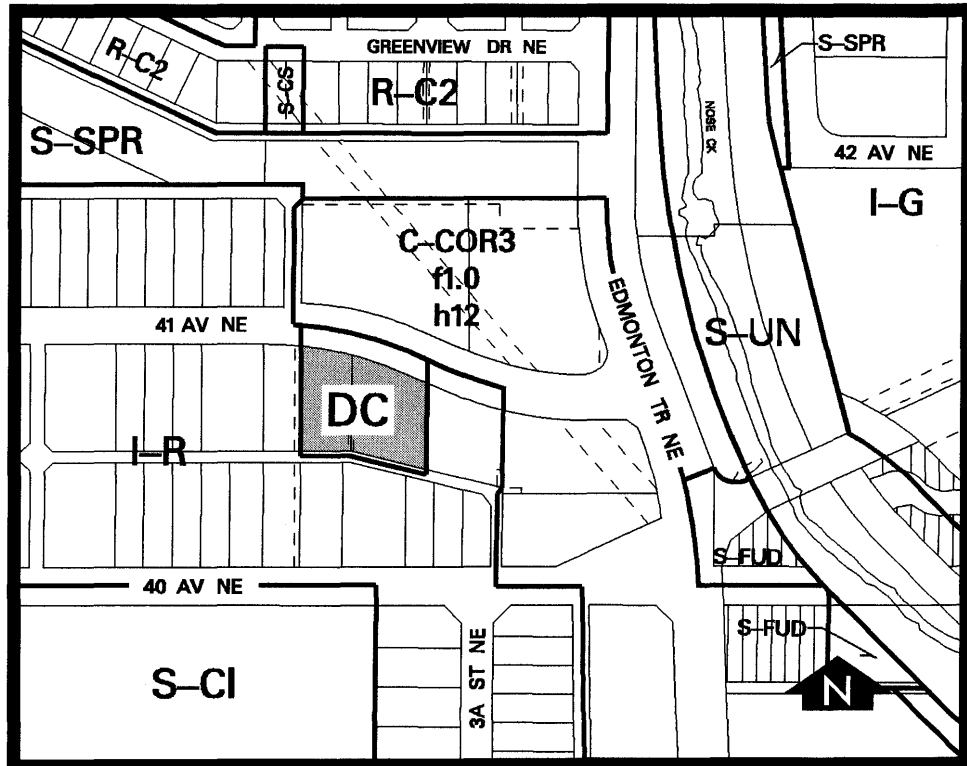 GREENVIEW DR NE
R-C2
S-CS
R-C2
S-SPR
S-SPR
NOSE CK
42 AV NE
I-G
C-COR3
f1.0
h12
41 AV NE
EDMONTON TR NE
S-UN
DC
I-R
S-FUD
40 AV NE
S-FUD
S-CI
3A ST NE
N